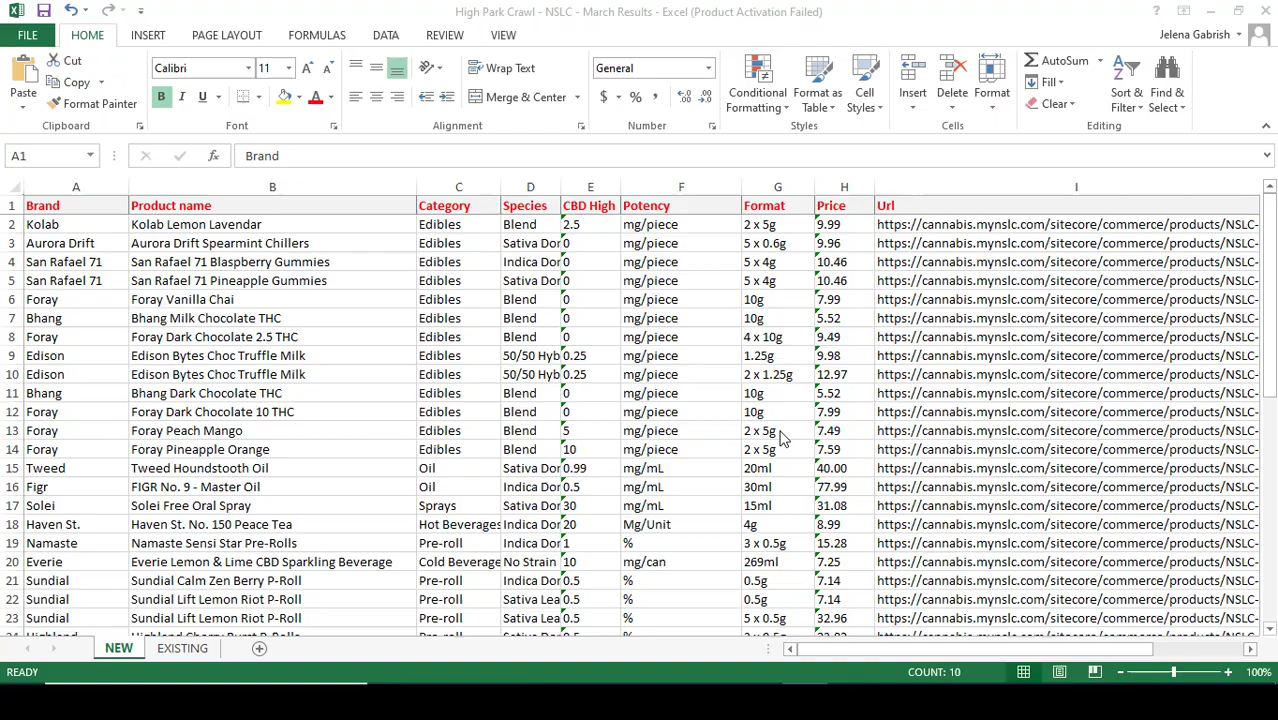 High Park Crawl - NSLC - March Results - Excel (Product Activation Failed)
FILE HOME INSERT PAGE LAYOUT FORMULAS DATA REVIEW VIEW Jelena Gabrish
Paste Cut Copy Format Painter Clipboard
Calibri 11 B I U A Font
Wrap Text Merge & Center Alignment
General $ % , Number
Conditional Formatting Format as Table Cell Styles Styles
Insert Delete Format Cells
AutoSum Fill Clear Sort & Filter Find & Select Editing
A1 fx Brand
A B C D E F G H I
1 Brand Product name Category Species CBD High Potency Format Price Url
2 Kolab Kolab Lemon Lavendar Edibles Blend 2.5 mg/piece 2 x 5g 9.99 https://cannabis.mynslc.com/sitecore/commerce/products/NSLC-
3 Aurora Drift Aurora Drift Spearmint Chillers Edibles Sativa Dor 0 mg/piece 5 x 0.6g 9.96 https://cannabis.mynslc.com/sitecore/commerce/products/NSLC-
4 San Rafael 71 San Rafael 71 Blaspberry Gummies Edibles Indica Dor 0 mg/piece 5 x 4g 10.46 https://cannabis.mynslc.com/sitecore/commerce/products/NSLC-
5 San Rafael 71 San Rafael 71 Pineapple Gummies Edibles Sativa Dor 0 mg/piece 5 x 4g 10.46 https://cannabis.mynslc.com/sitecore/commerce/products/NSLC-
6 Foray Foray Vanilla Chai Edibles Blend 0 mg/piece 10g 7.99 https://cannabis.mynslc.com/sitecore/commerce/products/NSLC-
7 Bhang Bhang Milk Chocolate THC Edibles Blend 0 mg/piece 10g 5.52 https://cannabis.mynslc.com/sitecore/commerce/products/NSLC-
8 Foray Foray Dark Chocolate 2.5 THC Edibles Blend 0 mg/piece 4 x 10g 9.49 https://cannabis.mynslc.com/sitecore/commerce/products/NSLC-
9 Edison Edison Bytes Choc Truffle Milk Edibles 50/50 Hyb 0.25 mg/piece 1.25g 9.98 https://cannabis.mynslc.com/sitecore/commerce/products/NSLC-
10 Edison Edison Bytes Choc Truffle Milk Edibles 50/50 Hyb 0.25 mg/piece 2 x 1.25g 12.97 https://cannabis.mynslc.com/sitecore/commerce/products/NSLC-
11 Bhang Bhang Dark Chocolate THC Edibles Blend 0 mg/piece 10g 5.52 https://cannabis.mynslc.com/sitecore/commerce/products/NSLC-
12 Foray Foray Dark Chocolate 10 THC Edibles Blend 0 mg/piece 10g 7.99 https://cannabis.mynslc.com/sitecore/commerce/products/NSLC-
13 Foray Foray Peach Mango Edibles Blend 5 mg/piece 2 x 5g 7.49 https://cannabis.mynslc.com/sitecore/commerce/products/NSLC-
14 Foray Foray Pineapple Orange Edibles Blend 10 mg/piece 2 x 5g 7.59 https://cannabis.mynslc.com/sitecore/commerce/products/NSLC-
15 Tweed Tweed Houndstooth Oil Oil Sativa Dor 0.99 mg/mL 20ml 40.00 https://cannabis.mynslc.com/sitecore/commerce/products/NSLC-
16 Figr FIGR No. 9 - Master Oil Oil Indica Dor 0.5 mg/mL 30ml 77.99 https://cannabis.mynslc.com/sitecore/commerce/products/NSLC-
17 Solei Solei Free Oral Spray Sprays Indica Dor 30 mg/mL 15ml 31.08 https://cannabis.mynslc.com/sitecore/commerce/products/NSLC-
18 Haven St. Haven St. No. 150 Peace Tea Hot Beverages Indica Dor 20 Mg/Unit 4g 8.99 https://cannabis.mynslc.com/sitecore/commerce/products/NSLC-
19 Namaste Namaste Sensi Star Pre-Rolls Pre-roll Indica Dor 1 % 3 x 0.5g 15.28 https://cannabis.mynslc.com/sitecore/commerce/products/NSLC-
20 Everie Everie Lemon & Lime CBD Sparkling Beverage Cold Beverage No Strain 10 mg/can 269ml 7.25 https://cannabis.mynslc.com/sitecore/commerce/products/NSLC-
21 Sundial Sundial Calm Zen Berry P-Roll Pre-roll Indica Dor 0.5 % 0.5g 7.14 https://cannabis.mynslc.com/sitecore/commerce/products/NSLC-
22 Sundial Sundial Lift Lemon Riot P-Roll Pre-roll Sativa Lea 0.5 % 0.5g 7.14 https://cannabis.mynslc.com/sitecore/commerce/products/NSLC-
23 Sundial Sundial Lift Lemon Riot P-Roll Pre-roll Sativa Lea 0.5 % 5 x 0.5g 32.96 https://cannabis.mynslc.com/sitecore/commerce/products/NSLC-
NEW EXISTING
READY COUNT: 10 100%